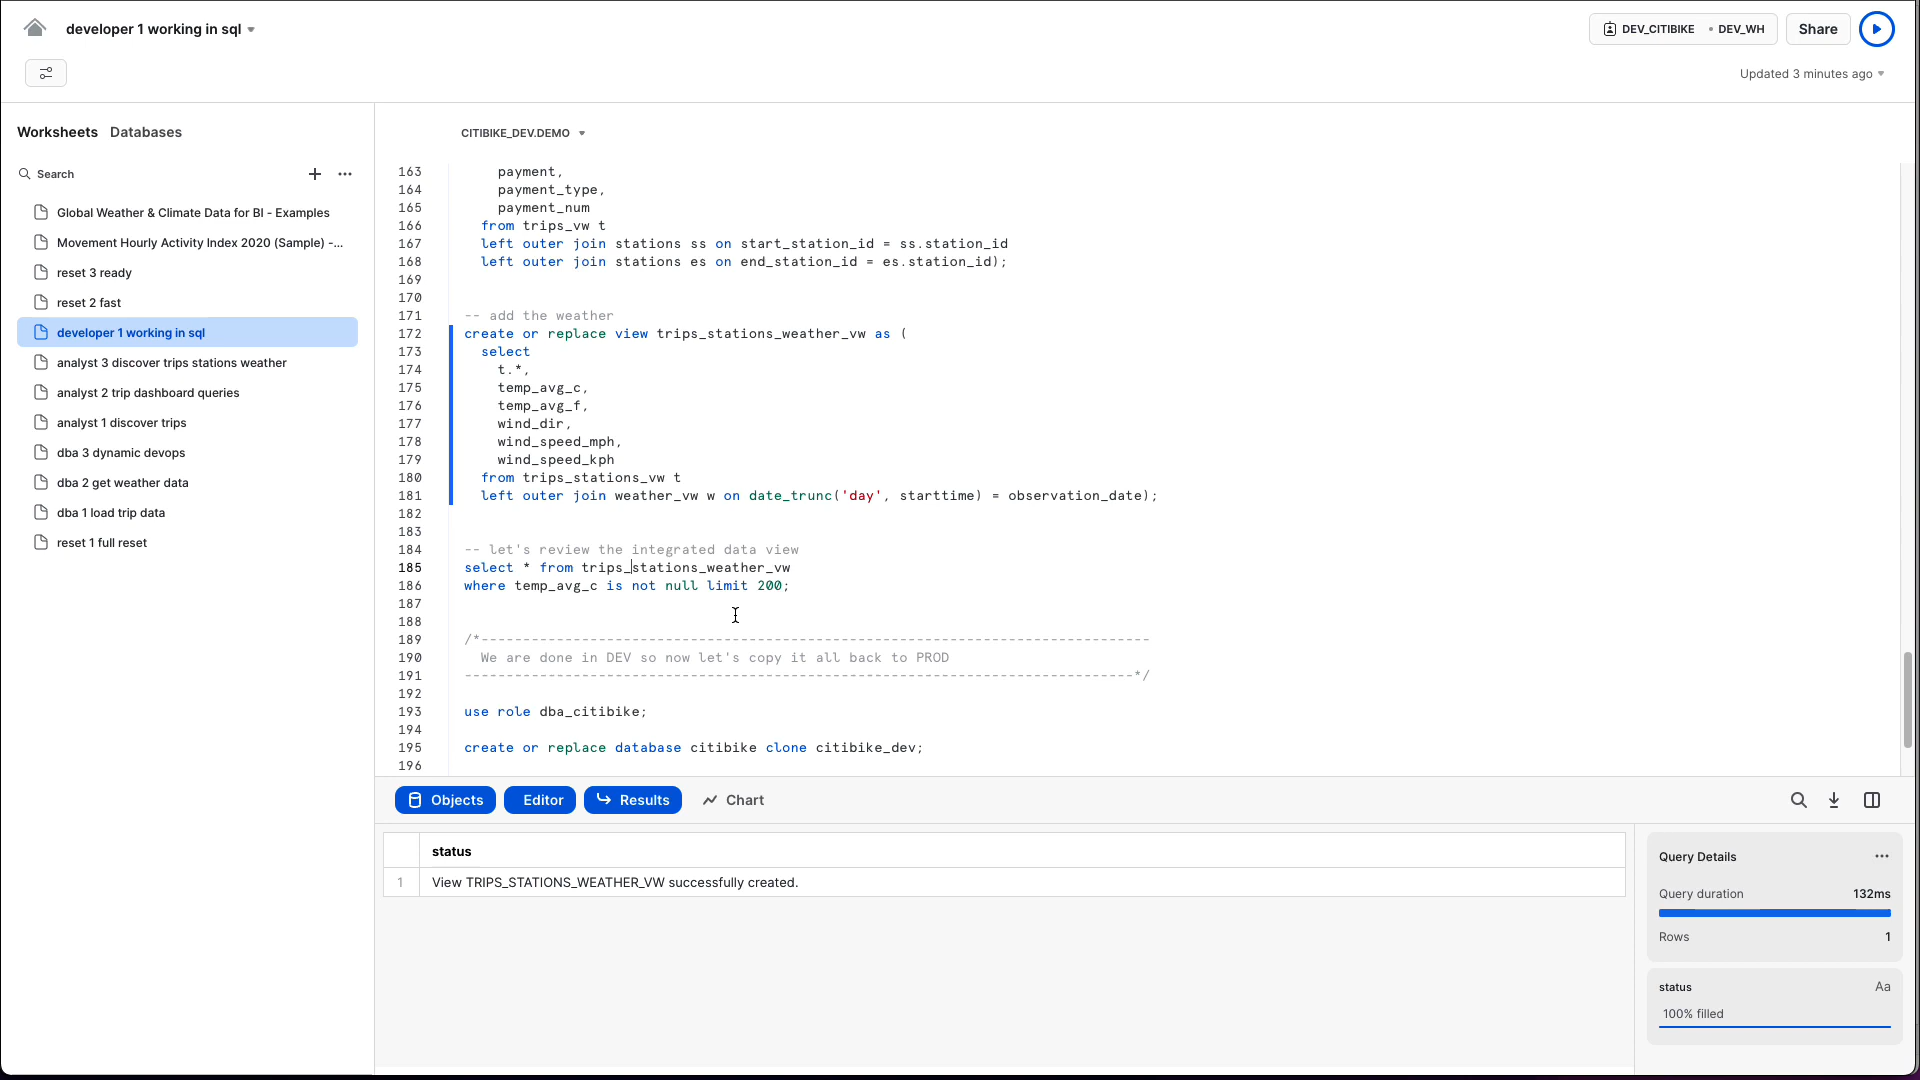 developer 1 working in sql
DEV_CITIBIKE • DEV_WH
Share
Updated 3 minutes ago
Worksheets Databases
Search
Global Weather & Climate Data for BI - Examples
Movement Hourly Activity Index 2020 (Sample) -...
reset 3 ready
reset 2 fast
developer 1 working in sql
analyst 3 discover trips stations weather
analyst 2 trip dashboard queries
analyst 1 discover trips
dba 3 dynamic devops
dba 2 get weather data
dba 1 load trip data
reset 1 full reset
CITIBIKE_DEV.DEMO
163 payment,
164 payment_type,
165 payment_num
166 from trips_vw t
167 left outer join stations ss on start_station_id = ss.station_id
168 left outer join stations es on end_station_id = es.station_id);
169
170
171 -- add the weather
172 create or replace view trips_stations_weather_vw as (
173 select
174 t.*,
175 temp_avg_c,
176 temp_avg_f,
177 wind_dir,
178 wind_speed_mph,
179 wind_speed_kph
180 from trips_stations_vw t
181 left outer join weather_vw w on date_trunc('day', starttime) = observation_date);
182
183
184 -- let's review the integrated data view
185 select * from trips_stations_weather_vw
186 where temp_avg_c is not null limit 200;
187
188
189 /*--------------------------------------------------------------------------------
190 We are done in DEV so now let's copy it all back to PROD
191 --------------------------------------------------------------------------------*/
192
193 use role dba_citibike;
194
195 create or replace database citibike clone citibike_dev;
196
Objects Editor Results Chart
status
1 View TRIPS_STATIONS_WEATHER_VW successfully created.
Query Details ...
Query duration 132ms
Rows 1
status Aa
100% filled